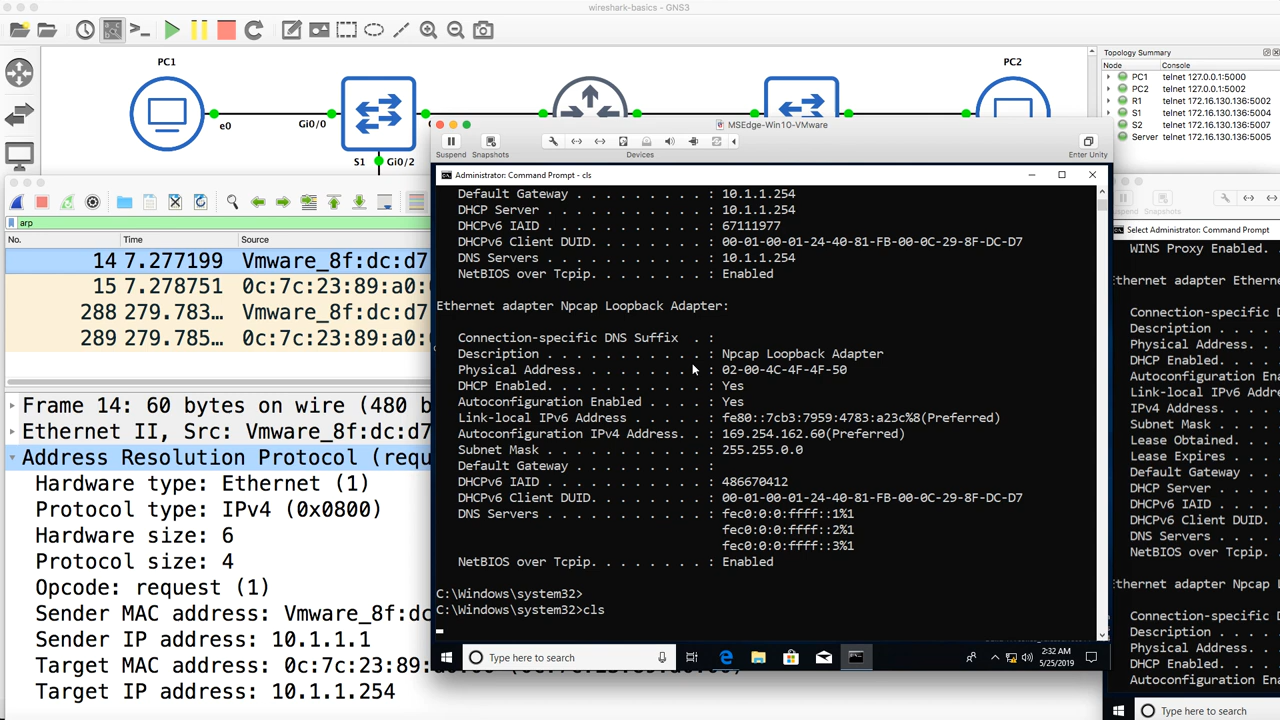 wireshark-basics - GNS3
PC1
PC2
e0
Gi0/0
S1
Gi0/2
Topology Summary
Node Console
PC1 telnet 127.0.0.1:5000
PC2 telnet 127.0.0.1:5002
R1 telnet 172.16.130.136:5006
S1 telnet 172.16.130.136:5004
S2 telnet 172.16.130.136:5007
Server telnet 172.16.130.136:5005
MSEdge-Win10-VMware
Suspend Snapshots Devices Enter Unity
Administrator: Command Prompt - cls
Default Gateway . . . . . . . . . : 10.1.1.254
DHCP Server . . . . . . . . . . . : 10.1.1.254
DHCPv6 IAID . . . . . . . . . . . : 67111977
DHCPv6 Client DUID. . . . . . . . : 00-01-00-01-24-40-81-FB-00-0C-29-8F-DC-D7
DNS Servers . . . . . . . . . . . : 10.1.1.254
NetBIOS over Tcpip. . . . . . . . : Enabled
Ethernet adapter Npcap Loopback Adapter:
Connection-specific DNS Suffix . :
Description . . . . . . . . . . . : Npcap Loopback Adapter
Physical Address. . . . . . . . . : 02-00-4C-4F-4F-50
DHCP Enabled. . . . . . . . . . . : Yes
Autoconfiguration Enabled . . . . : Yes
Link-local IPv6 Address . . . . . : fe80::7cb3:7959:4783:a23c%8(Preferred)
Autoconfiguration IPv4 Address. . : 169.254.162.60(Preferred)
Subnet Mask . . . . . . . . . . . : 255.255.0.0
Default Gateway . . . . . . . . . :
DHCPv6 IAID . . . . . . . . . . . : 486670412
DHCPv6 Client DUID. . . . . . . . : 00-01-00-01-24-40-81-FB-00-0C-29-8F-DC-D7
DNS Servers . . . . . . . . . . . : fec0:0:0:ffff::1%1
fec0:0:0:ffff::2%1
fec0:0:0:ffff::3%1
NetBIOS over Tcpip. . . . . . . . : Enabled
C:\Windows\system32>
C:\Windows\system32>cls
Type here to search
2:32 AM
5/25/2019
arp
No. Time Source
14 7.277199 Vmware_8f:dc:d7
15 7.278751 0c:7c:23:89:a0:0
288 279.783… Vmware_8f:dc:d7
289 279.785… 0c:7c:23:89:a0:0
Frame 14: 60 bytes on wire (480 b
Ethernet II, Src: Vmware_8f:dc:d7
Address Resolution Protocol (requ
Hardware type: Ethernet (1)
Protocol type: IPv4 (0x0800)
Hardware size: 6
Protocol size: 4
Opcode: request (1)
Sender MAC address: Vmware_8f:dc
Sender IP address: 10.1.1.1
Target MAC address: 0c:7c:23:89:
Target IP address: 10.1.1.254
Snapshots
Select Administrator: Command Prompt
WINS Proxy Enabled. .
Ethernet adapter Ethern
Connection-specific D
Description . . . . .
Physical Address. . .
DHCP Enabled. . . . .
Autoconfiguration Ena
Link-local IPv6 Addre
IPv4 Address. . . . .
Subnet Mask . . . . .
Lease Obtained. . . .
Lease Expires . . . .
Default Gateway . . .
DHCP Server . . . . .
DHCPv6 IAID . . . . .
DHCPv6 Client DUID. .
DNS Servers . . . . .
NetBIOS over Tcpip. .
Ethernet adapter Npcap L
Connection-specific D
Description . . . . .
Physical Address. . .
DHCP Enabled. . . . .
Autoconfiguration Ena
Type here to search